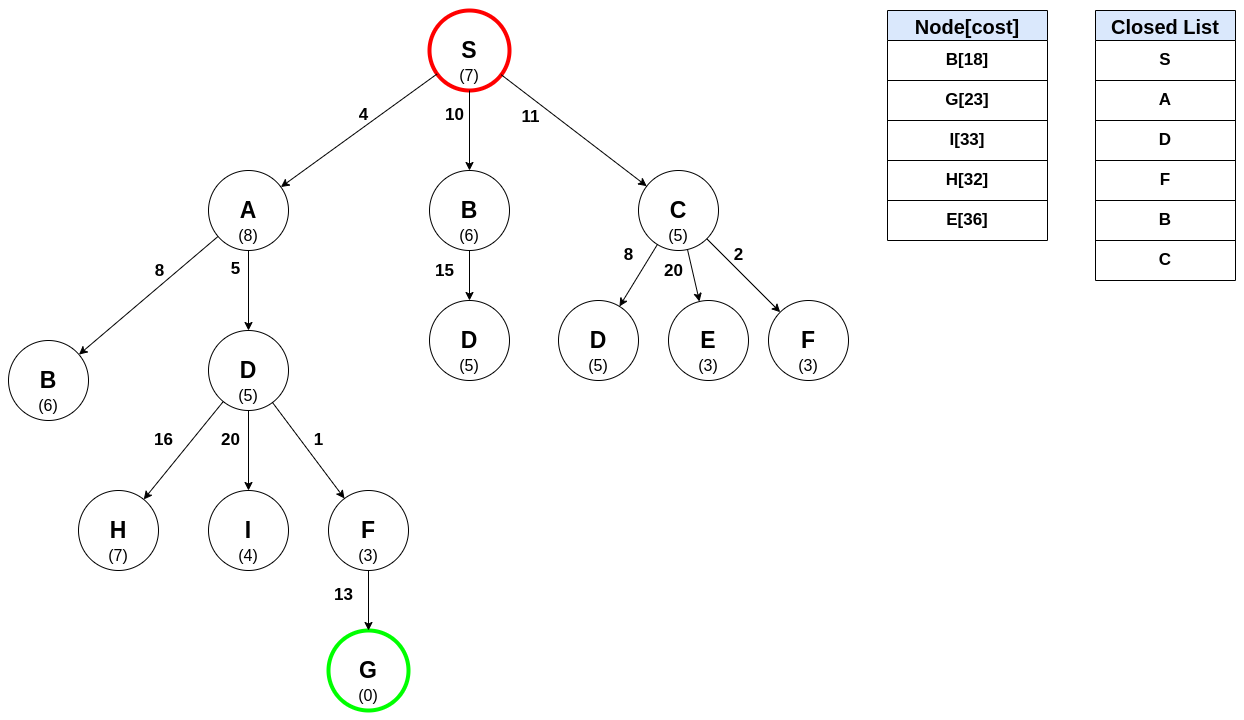 S
(7)
4
10
11
A
(8)
B
(6)
C
(5)
8
5
15
8
20
2
B
(6)
D
(5)
D
(5)
D
(5)
E
(3)
F
(3)
16
20
1
H
(7)
I
(4)
F
(3)
13
G
(0)
Node[cost]
B[18]
G[23]
I[33]
H[32]
E[36]
Closed List
S
A
D
F
B
C